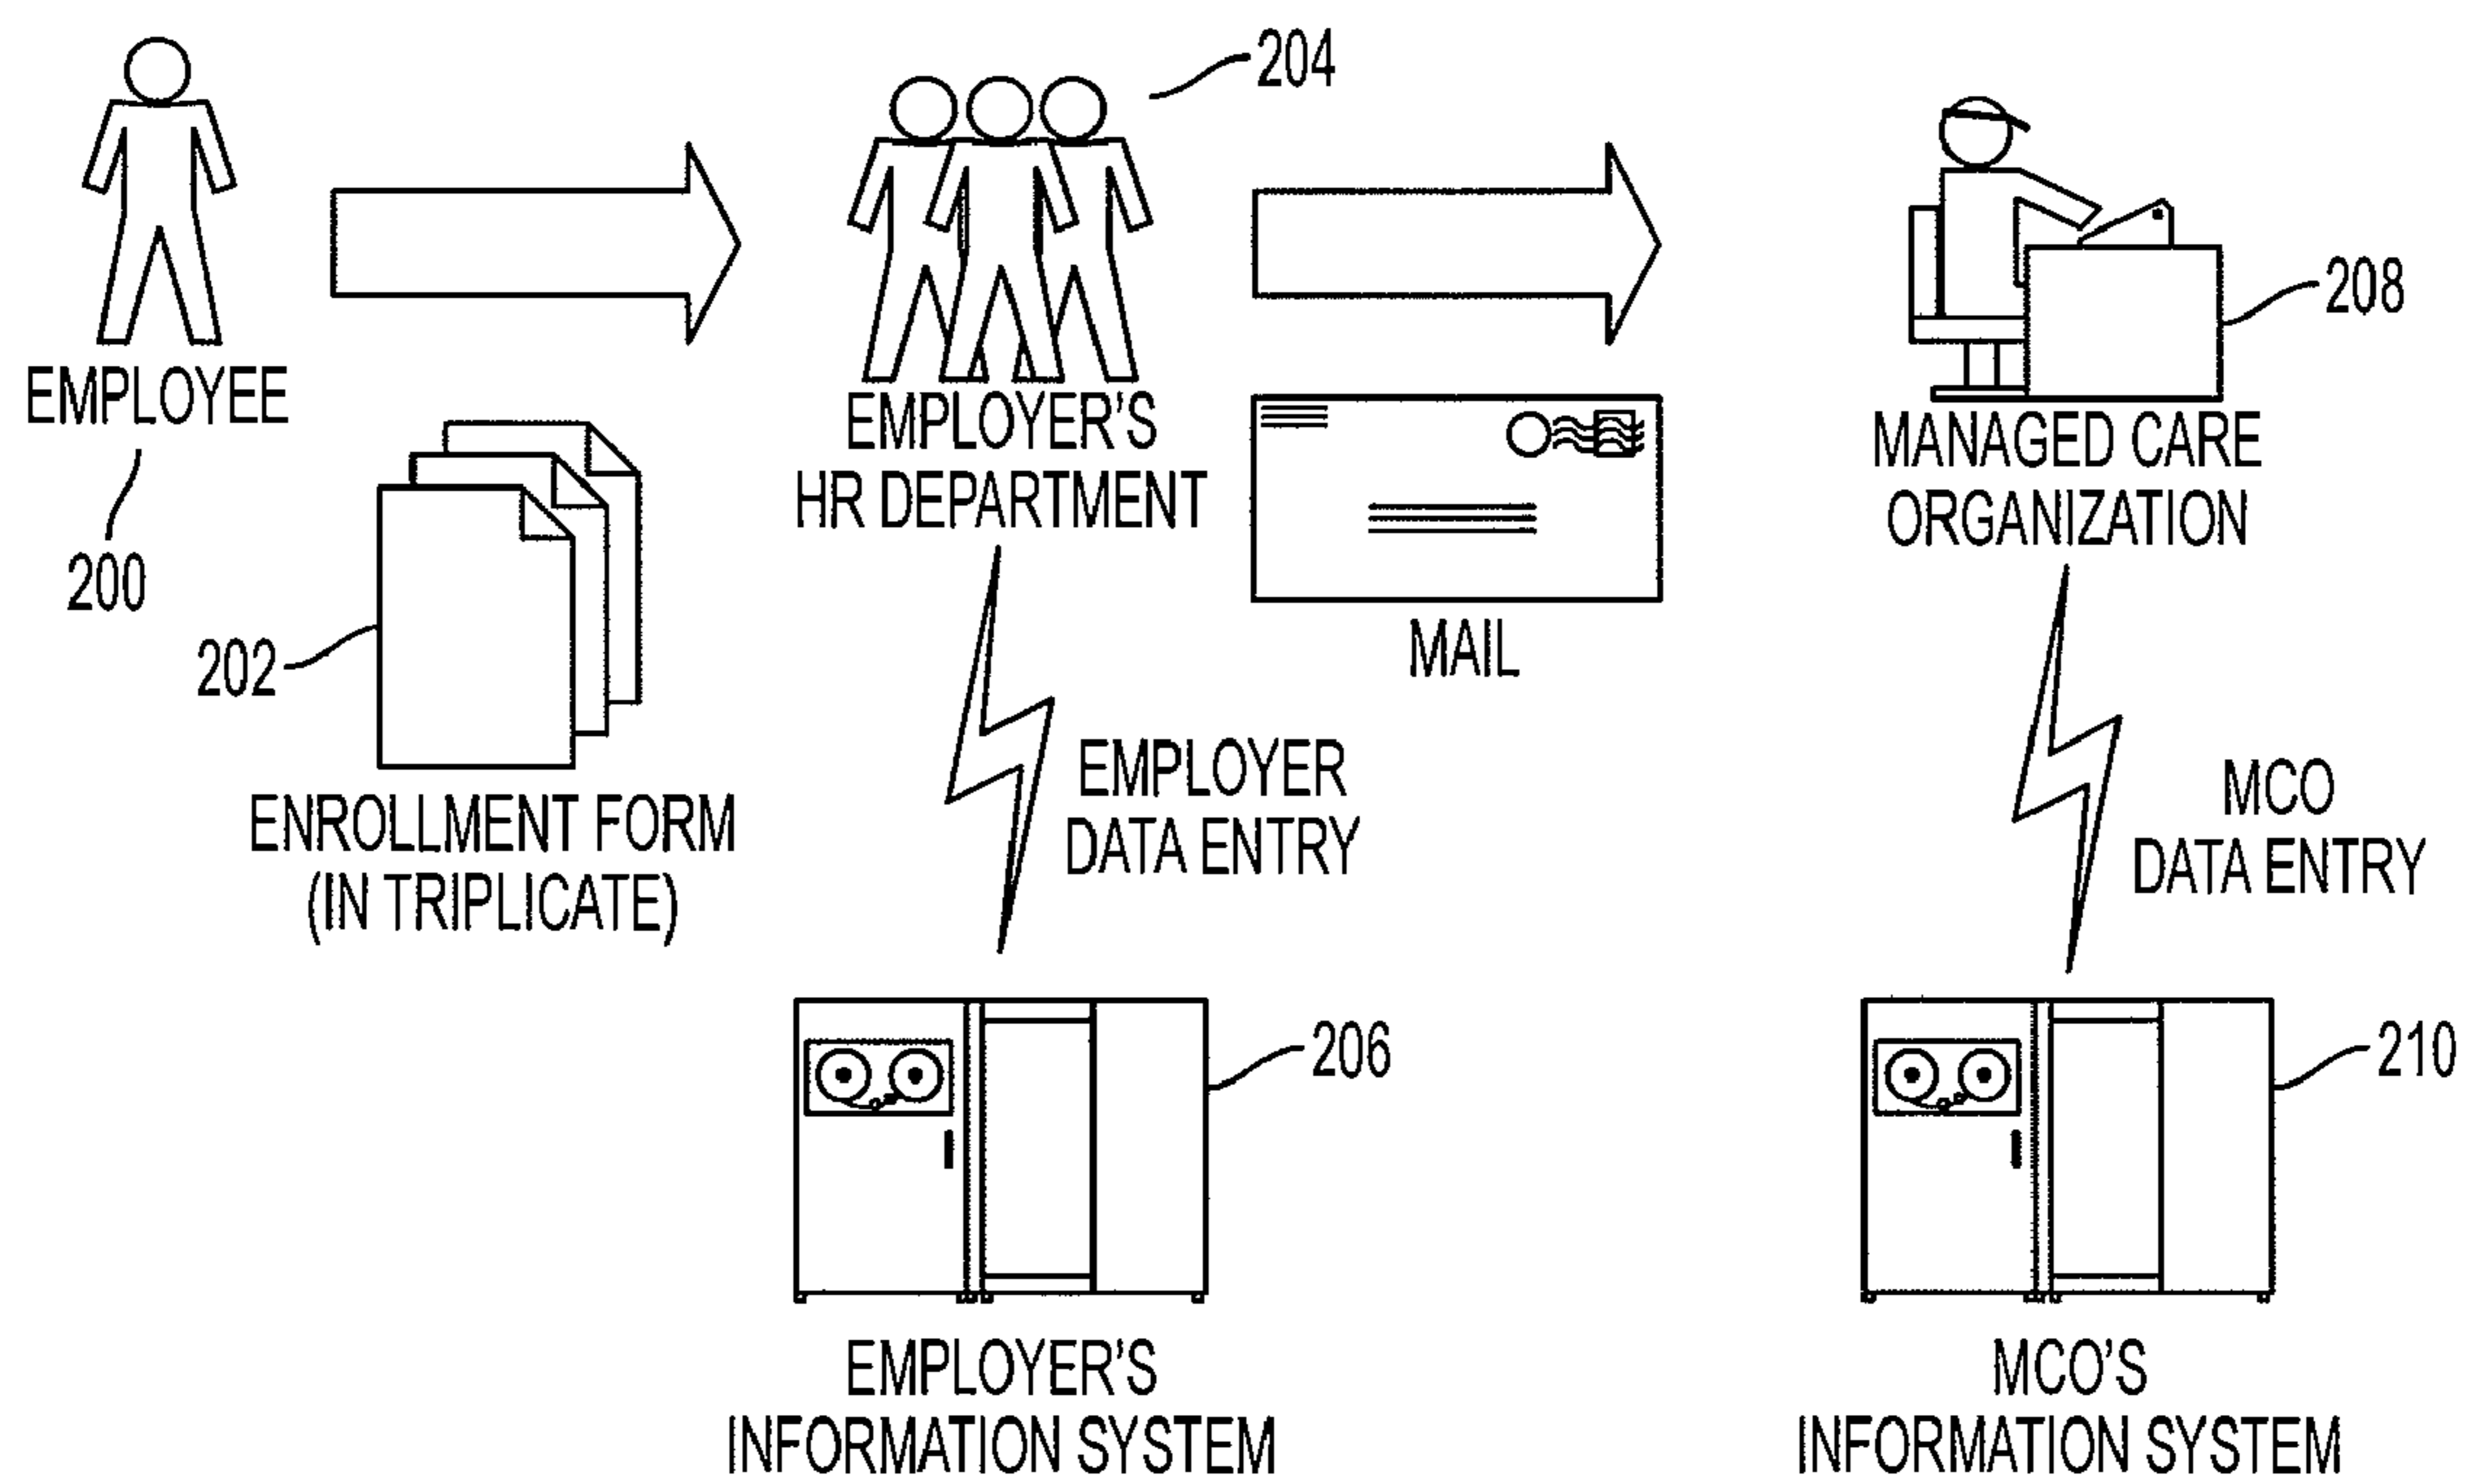 204
208
EMPLOYEE
200
202
ENROLLMENT FORM
(IN TRIPLICATE)
EMPLOYER'S
HR DEPARTMENT
MAIL
MANAGED CARE
ORGANIZATION
EMPLOYER
DATA ENTRY
MCO
DATA ENTRY
206
210
EMPLOYER'S
INFORMATION SYSTEM
MCO'S
INFORMATION SYSTEM